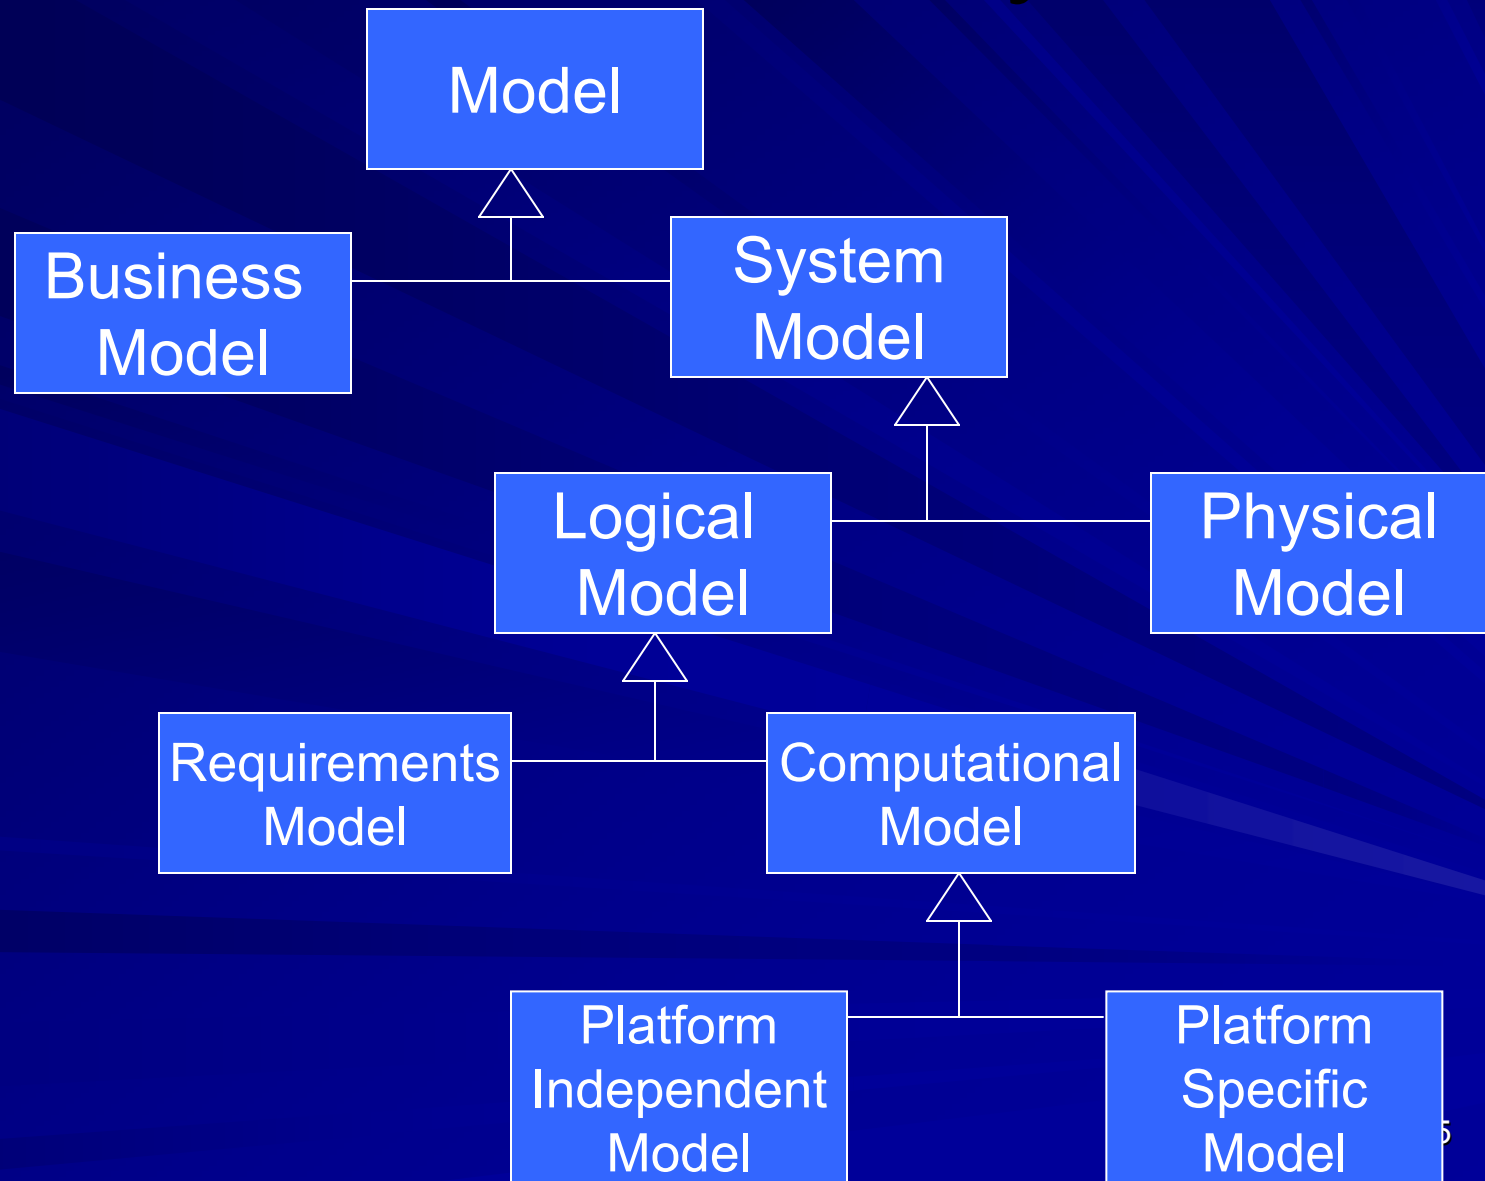 Model
Business
Model
System
Model
Logical
Model
Physical
Model
Requirements
Model
Computational
Model
Platform
Independent
Model
Platform
Specific
Model
5